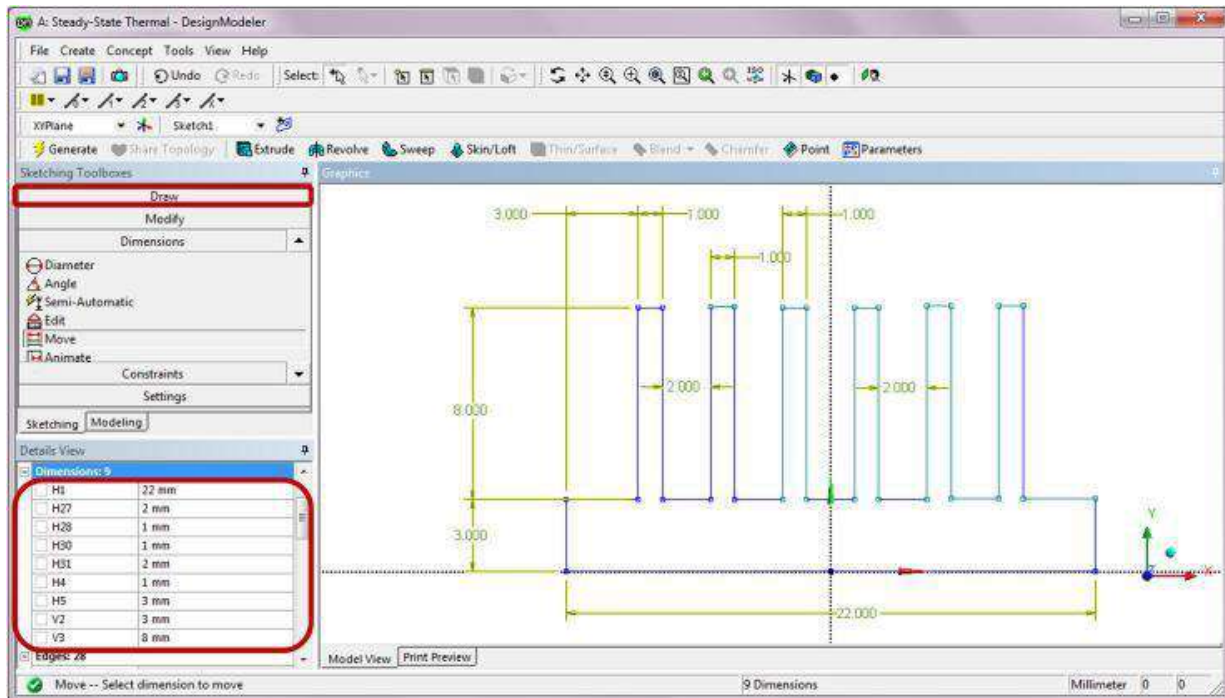 A: Steady-State Thermal - DesignModeler
File Create Concept Tools View Help
Undo Redo Select:
XYPlane Sketch1
Generate Share Topology Extrude Revolve Sweep Skin/Loft Thin/Surface Blend Chamfer Point Parameters
Sketching Toolboxes
Draw
Modify
Dimensions
Diameter
Angle
Semi-Automatic
Edit
Move
Animate
Constraints
Settings
Sketching Modeling
Details View
Dimensions: 9
H1 22 mm
H27 2 mm
H28 1 mm
H30 1 mm
H31 2 mm
H4 1 mm
H5 3 mm
V2 3 mm
V3 8 mm
Edges: 28
Graphics
3.000 1.000 1.000
1.000
2.000 2.000
8.000
3.000
22.000
Y
X
Model View Print Preview
Move -- Select dimension to move 9 Dimensions Millimeter 0 0